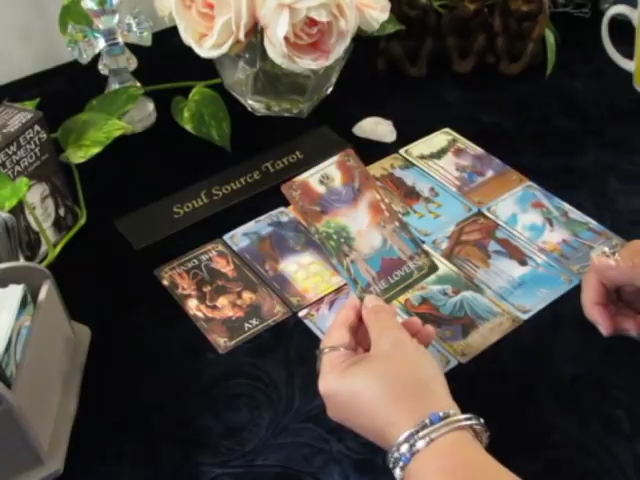 NEW ERA
ELEMENTS
TAROT
Soul Source Tarot
THE LOVERS
THE DEVIL
XV